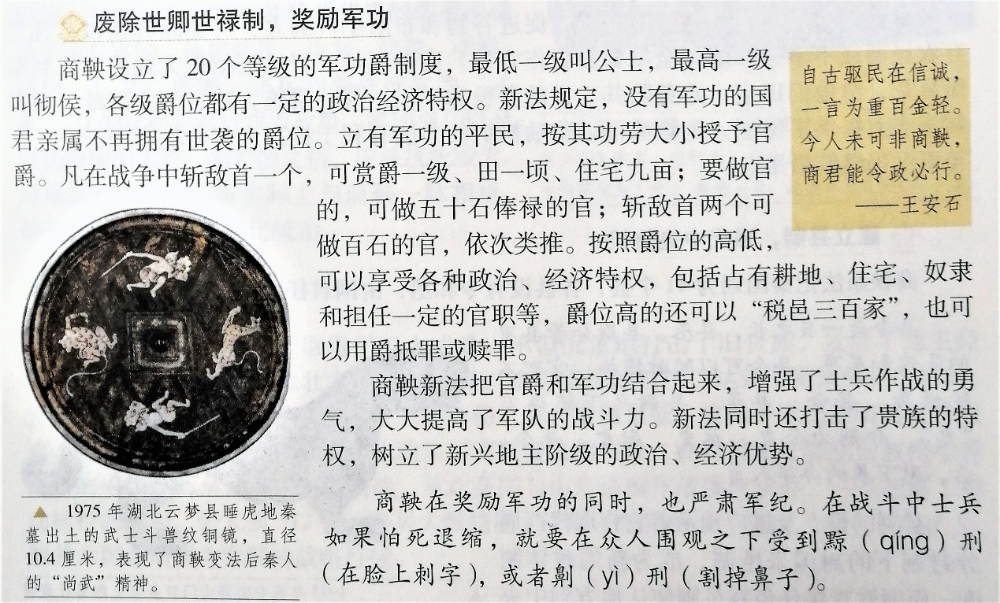 废除世卿世禄制，奖励军功
商鞅设立了 20 个等级的军功爵制度，最低一级叫公士，最高一级
叫彻侯，各级爵位都有一定的政治经济特权。新法规定，没有军功的国
君亲属不再拥有世袭的爵位。立有军功的平民，按其功劳大小授予官
爵。凡在战争中斩敌首一个，可赏爵一级、田一顷、住宅九亩；要做官
的，可做五十石俸禄的官；斩敌首两个可
做百石的官，依次类推。按照爵位的高低，
可以享受各种政治、经济特权，包括占有耕地、住宅、奴隶
和担任一定的官职等，爵位高的还可以“税邑三百家”，也可
以用爵抵罪或赎罪。
商鞅新法把官爵和军功结合起来，增强了士兵作战的勇
气，大大提高了军队的战斗力。新法同时还打击了贵族的特
权，树立了新兴地主阶级的政治、经济优势。
商鞅在奖励军功的同时，也严肃军纪。在战斗中士兵
如果怕死退缩，就要在众人围观之下受到黥（qíng）刑
（在脸上刺字），或者劓（yì）刑（割掉鼻子）。
自古驱民在信诚，
一言为重百金轻。
今人未可非商鞅，
商君能令政必行。
——王安石
▲ 1975 年湖北云梦县睡虎地秦
墓出土的武士斗兽纹铜镜，直径
10.4 厘米，表现了商鞅变法后秦人
的“尚武”精神。